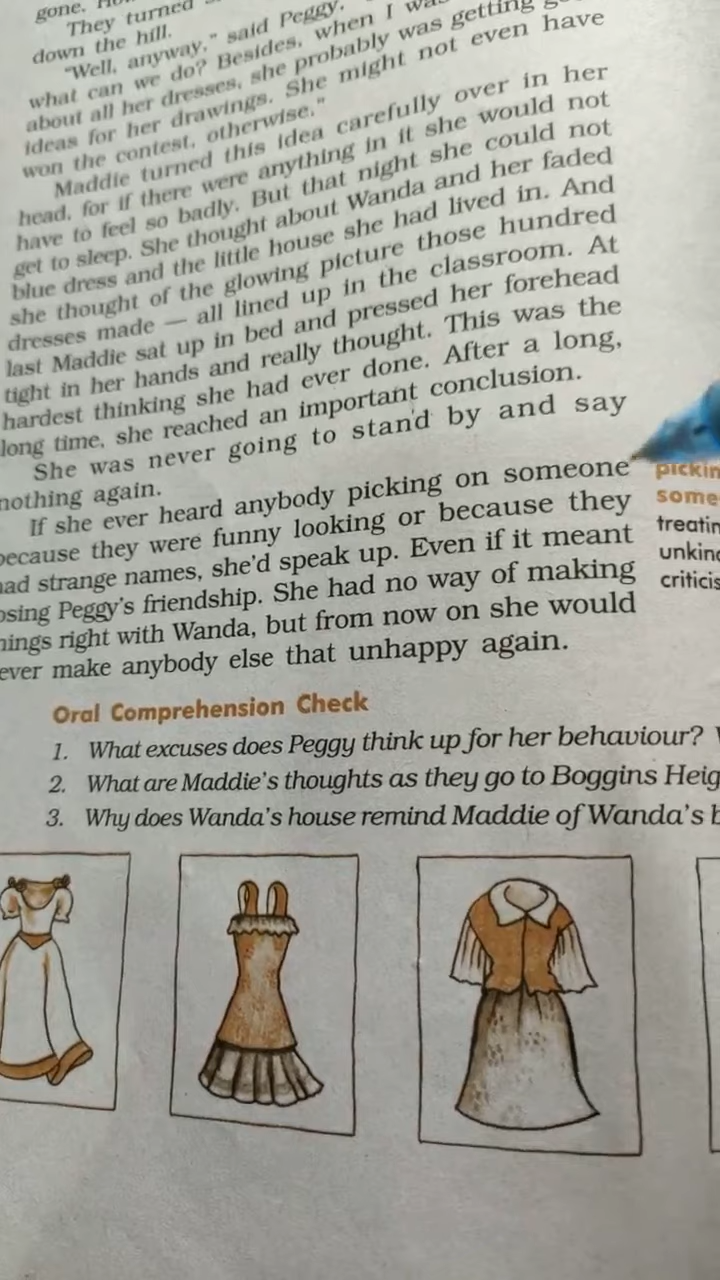 gone.
They turned
down the hill.
"Well, anyway," said Peggy.
what can we do? Besides, when I was
about all her dresses, she probably was getting
ideas for her drawings. She might not even have
won the contest, otherwise."
Maddie turned this idea carefully over in her
head, for if there were anything in it she would not
have to feel so badly. But that night she could not
get to sleep. She thought about Wanda and her faded
blue dress and the little house she had lived in. And
she thought of the glowing picture those hundred
dresses made — all lined up in the classroom. At
last Maddie sat up in bed and pressed her forehead
tight in her hands and really thought. This was the
hardest thinking she had ever done. After a long,
long time, she reached an important conclusion.
She was never going to stand by and say
nothing again.
If she ever heard anybody picking on someone
because they were funny looking or because they
had strange names, she'd speak up. Even if it meant
osing Peggy's friendship. She had no way of making
hings right with Wanda, but from now on she would
ever make anybody else that unhappy again.
pickin
some
treatin
unkind
criticis
Oral Comprehension Check
1. What excuses does Peggy think up for her behaviour?
2. What are Maddie's thoughts as they go to Boggins Heig
3. Why does Wanda's house remind Maddie of Wanda's b